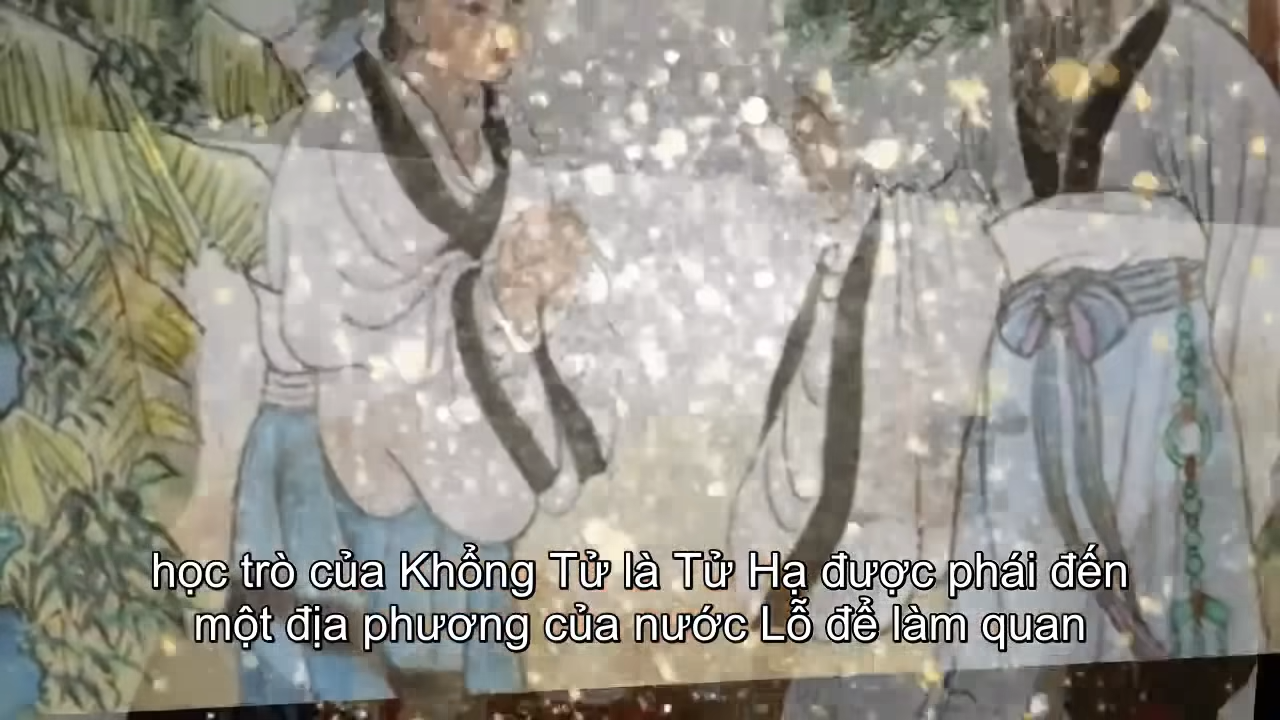 học trò của Khổng Tử là Tử Hạ được phái đến
một địa phương của nước Lỗ để làm quan